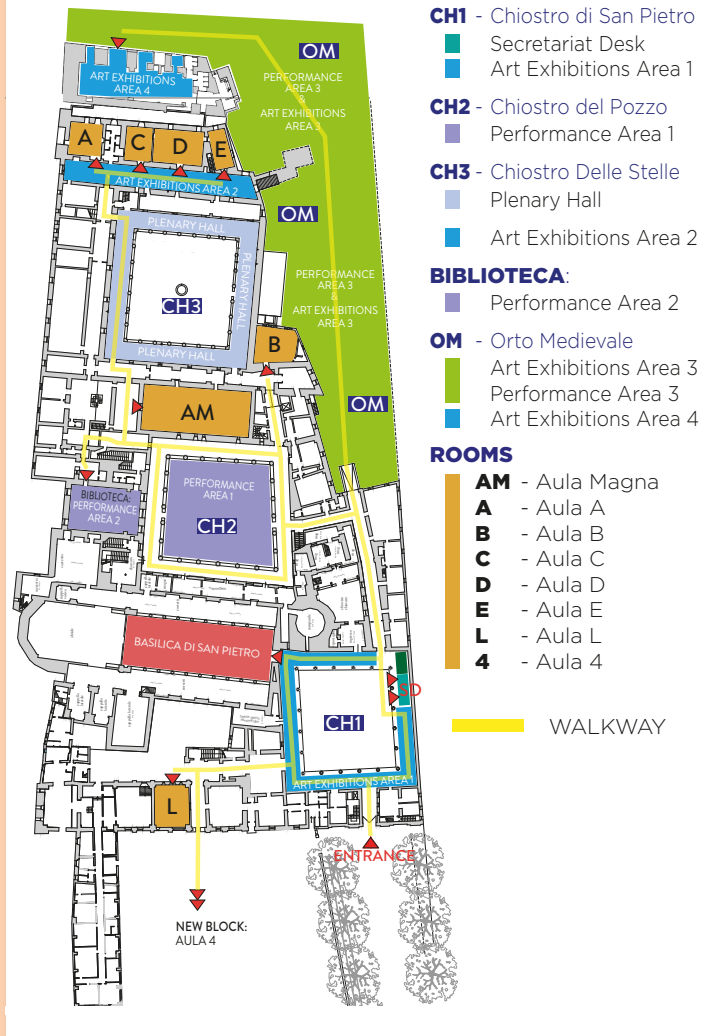 OM
ART EXHIBITIONS
AREA 4
PERFORMANCE
AREA 3
&
ART EXHIBITIONS
AREA 3
A
C
D
E
ART EXHIBITIONS AREA 2
OM
PLENARY HALL
PLENARY HALL
CH3
PERFORMANCE
AREA 3
&
ART EXHIBITIONS
AREA 3
PLENARY HALL
B
OM
AM
PERFORMANCE
AREA 1
CH2
BIBLIOTECA:
PERFORMANCE
AREA 2
BASILICA DI SAN PIETRO
SD
CH1
ART EXHIBITIONS AREA 1
L
ENTRANCE
NEW BLOCK:
AULA 4
CH1 - Chiostro di San Pietro
Secretariat Desk
Art Exhibitions Area 1
CH2 - Chiostro del Pozzo
Performance Area 1
CH3 - Chiostro Delle Stelle
Plenary Hall
Art Exhibitions Area 2
BIBLIOTECA:
Performance Area 2
OM - Orto Medievale
Art Exhibitions Area 3
Performance Area 3
Art Exhibitions Area 4
ROOMS
AM - Aula Magna
A - Aula A
B - Aula B
C - Aula C
D - Aula D
E - Aula E
L - Aula L
4 - Aula 4
WALKWAY